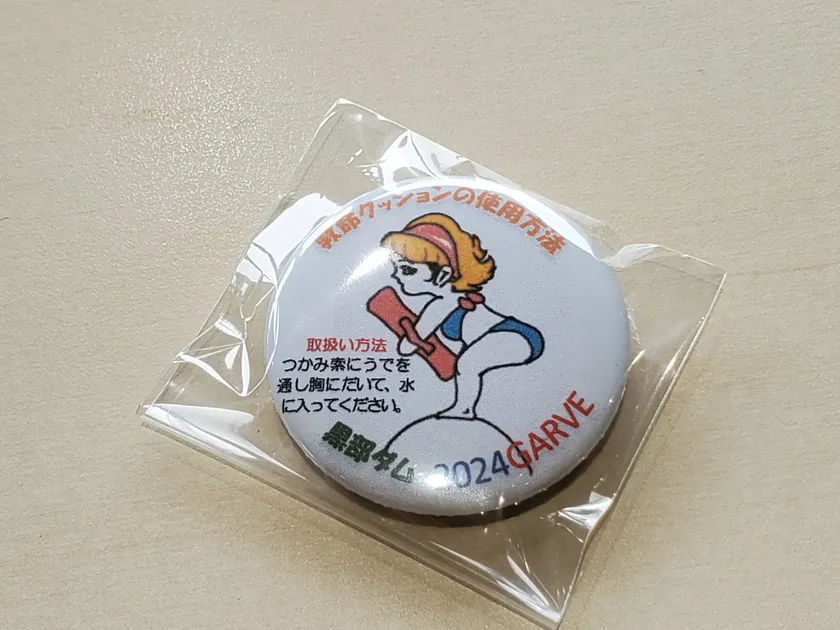 救命クッションの使用方法
取扱い方法
つかみ索にうでを
通し胸にだいて、水
に入ってください。
黒部ダム 2024GARVE